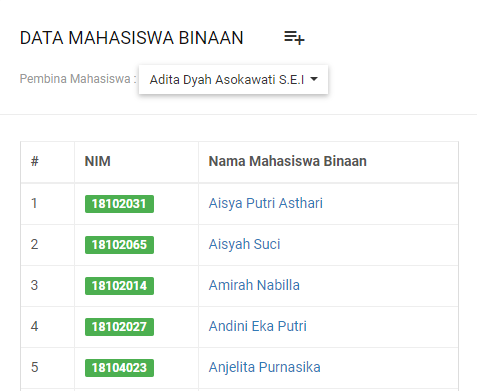 DATA MAHASISWA BINAAN
Pembina Mahasiswa : Adita Dyah Asokawati S.E.I
# NIM Nama Mahasiswa Binaan
1 18102031 Aisya Putri Asthari
2 18102065 Aisyah Suci
3 18102014 Amirah Nabilla
4 18102027 Andini Eka Putri
5 18104023 Anjelita Purnasika